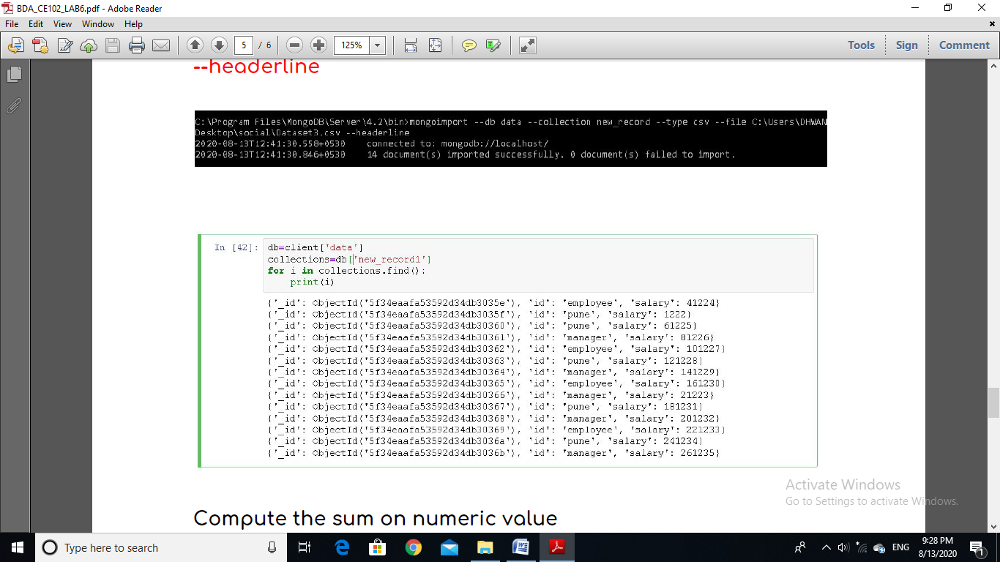 BDA_CE102_LAB6.pdf - Adobe Reader
File Edit View Window Help
5 / 6 125% Tools Sign Comment
--headerline
C:\Program Files\MongoDB\Server\4.2\bin>mongoimport --db data --collection new_record --type csv --file C:\Users\DHWAN
Desktop\social\Dataset3.csv --headerline
2020-08-13T12:41:30.558+0530 connected to: mongodb://localhost/
2020-08-13T12:41:30.846+0530 14 document(s) imported successfully. 0 document(s) failed to import.
In [42]: db=client['data']
collections=db['new_record1']
for i in collections.find():
print(i)
{'_id': ObjectId('5f34eaafa53592d34db3035e'), 'id': 'employee', 'salary': 41224}
{'_id': ObjectId('5f34eaafa53592d34db3035f'), 'id': 'pune', 'salary': 1222}
{'_id': ObjectId('5f34eaafa53592d34db30360'), 'id': 'pune', 'salary': 61225}
{'_id': ObjectId('5f34eaafa53592d34db30361'), 'id': 'manager', 'salary': 81226}
{'_id': ObjectId('5f34eaafa53592d34db30362'), 'id': 'employee', 'salary': 101227}
{'_id': ObjectId('5f34eaafa53592d34db30363'), 'id': 'pune', 'salary': 121228}
{'_id': ObjectId('5f34eaafa53592d34db30364'), 'id': 'manager', 'salary': 141229}
{'_id': ObjectId('5f34eaafa53592d34db30365'), 'id': 'employee', 'salary': 161230}
{'_id': ObjectId('5f34eaafa53592d34db30366'), 'id': 'manager', 'salary': 21223}
{'_id': ObjectId('5f34eaafa53592d34db30367'), 'id': 'pune', 'salary': 181231}
{'_id': ObjectId('5f34eaafa53592d34db30368'), 'id': 'manager', 'salary': 201232}
{'_id': ObjectId('5f34eaafa53592d34db30369'), 'id': 'employee', 'salary': 221233}
{'_id': ObjectId('5f34eaafa53592d34db3036a'), 'id': 'pune', 'salary': 241234}
{'_id': ObjectId('5f34eaafa53592d34db3036b'), 'id': 'manager', 'salary': 261235}
Activate Windows
Go to Settings to activate Windows.
Compute the sum on numeric value
Type here to search
ENG
9:28 PM
8/13/2020
1